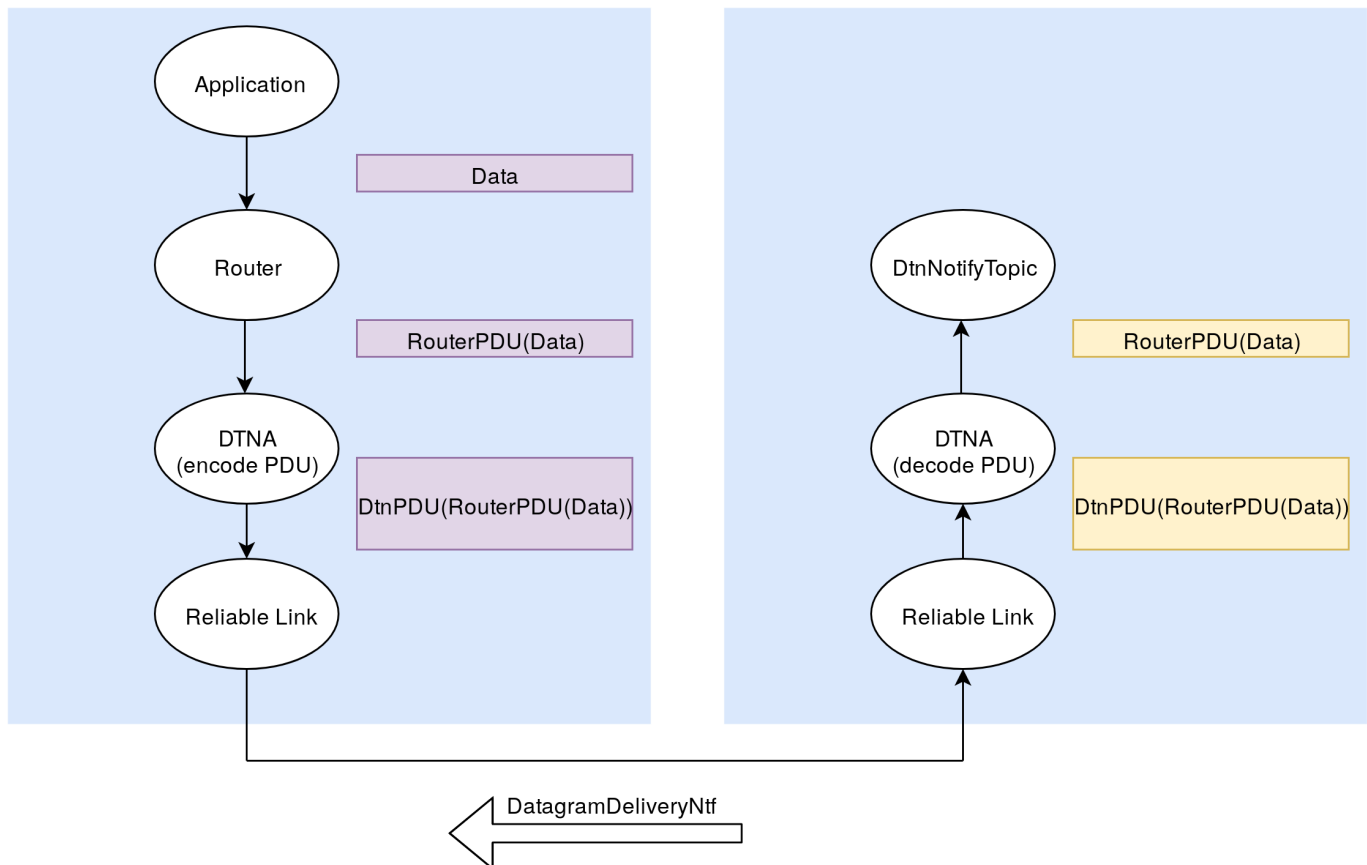 Application
Data
Router
RouterPDU(Data)
DTNA
(encode PDU)
DtnPDU(RouterPDU(Data))
Reliable Link
DtnNotifyTopic
RouterPDU(Data)
DTNA
(decode PDU)
DtnPDU(RouterPDU(Data))
Reliable Link
DatagramDeliveryNtf